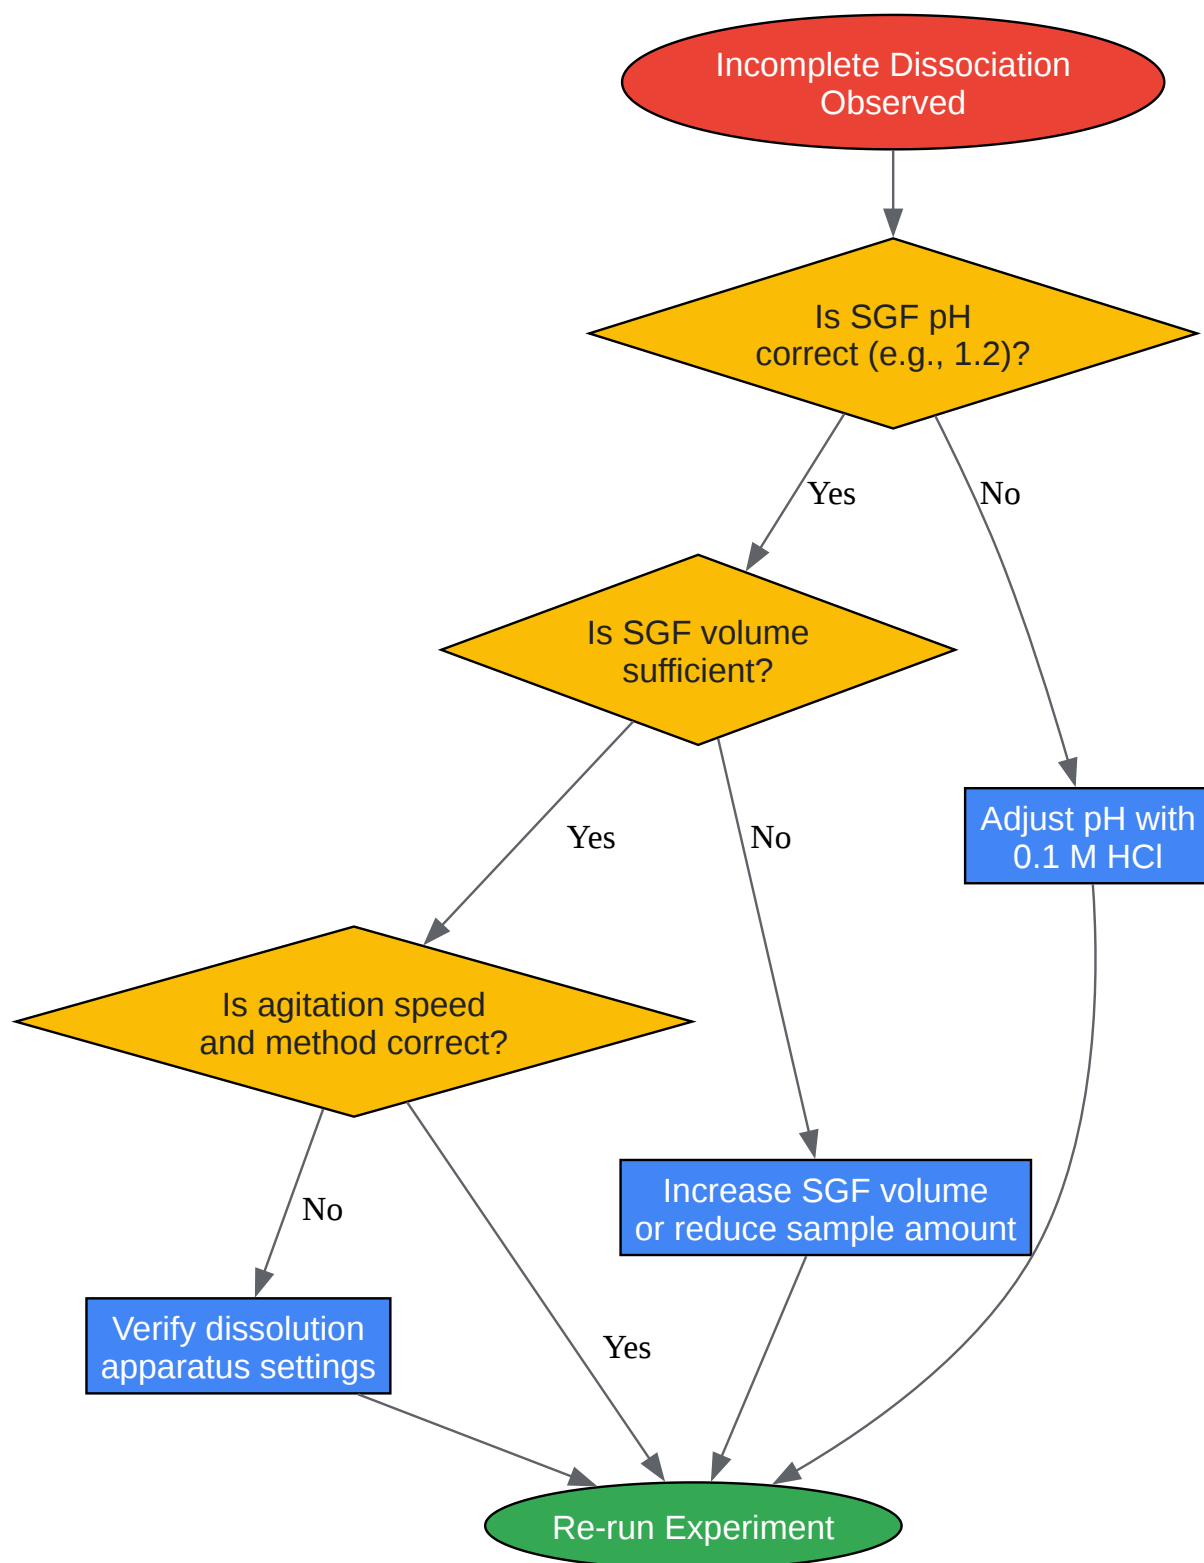 Incomplete Dissociation
Observed
Is SGF pH
correct (e.g., 1.2)?
Yes
No
Is SGF volume
sufficient?
Yes
No
Adjust pH with
0.1 M HCl
Is agitation speed
and method correct?
No
Yes
Increase SGF volume
or reduce sample amount
Verify dissolution
apparatus settings
Re-run Experiment